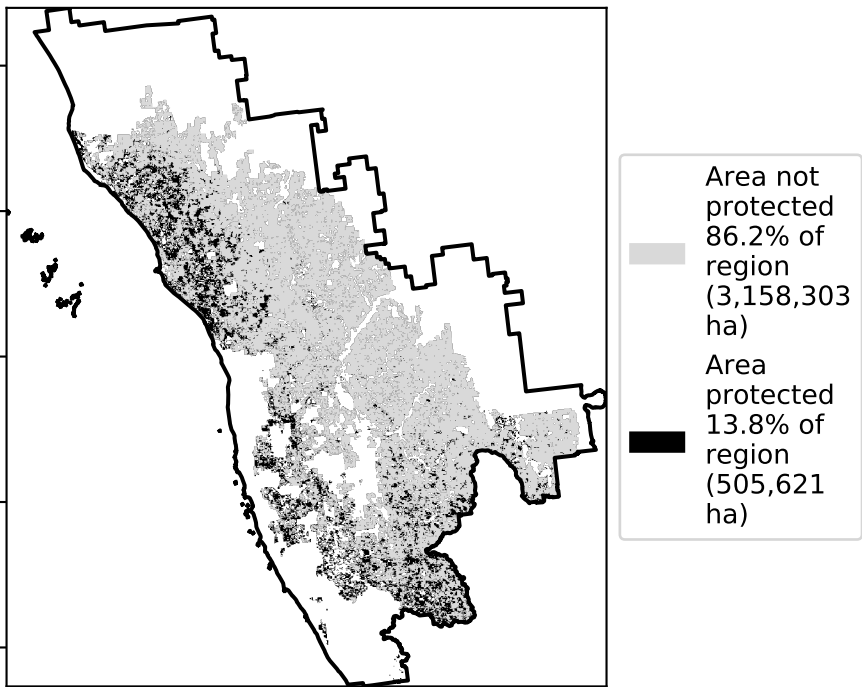 Area not
protected
86.2% of
region
(3,158,303
ha)
Area
protected
13.8% of
region
(505,621
ha)